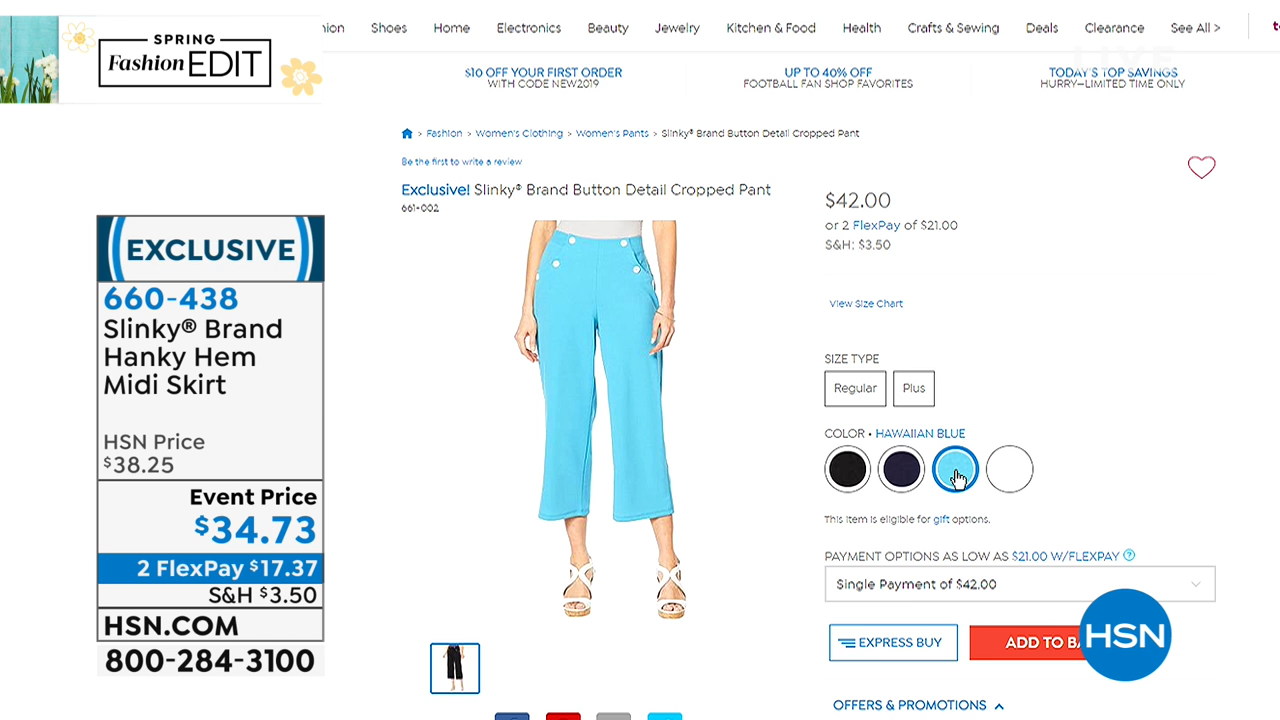 SPRING
Fashion EDIT
Shoes
Home
Electronics
Beauty
Jewelry
Kitchen & Food
Health
Crafts & Sewing
Deals
Clearance
See All >
LIVE
$10 OFF YOUR FIRST ORDER
WITH CODE NEW2019
UP TO 40% OFF
FOOTBALL FAN SHOP FAVORITES
TODAY'S TOP SAVINGS
HURRY—LIMITED TIME ONLY
> Fashion > Women's Clothing > Women's Pants > Slinky® Brand Button Detail Cropped Pant
Be the first to write a review
Exclusive! Slinky® Brand Button Detail Cropped Pant
661-002
$42.00
or 2 FlexPay of $21.00
S&H: $3.50
View Size Chart
SIZE TYPE
Regular
Plus
COLOR • HAWAIIAN BLUE
This item is eligible for gift options.
PAYMENT OPTIONS AS LOW AS $21.00 W/FLEXPAY ?
Single Payment of $42.00
EXPRESS BUY
ADD TO BA
HSN
OFFERS & PROMOTIONS
EXCLUSIVE
660-438
Slinky® Brand
Hanky Hem
Midi Skirt
HSN Price
$38.25
Event Price
$34.73
2 FlexPay $17.37
S&H $3.50
HSN.COM
800-284-3100